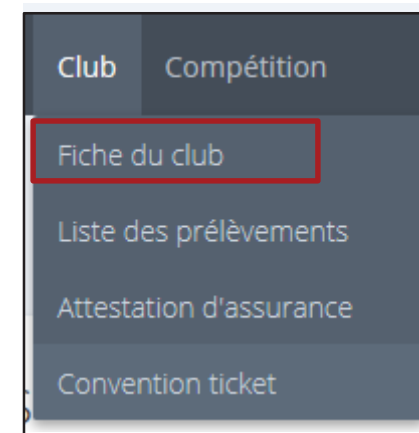 Club Compétition
Fiche du club
Liste des prélèvements
Attestation d'assurance
Convention ticket